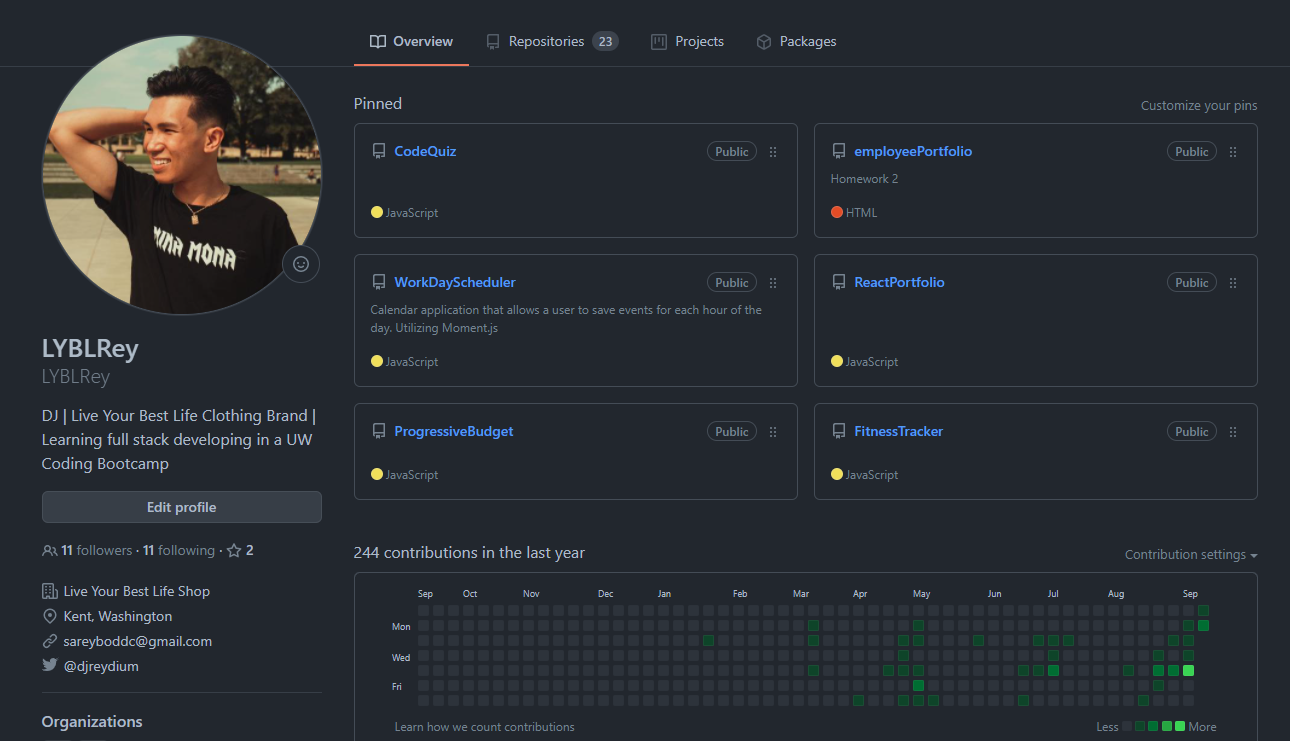 Overview
Repositories 23
Projects
Packages
MINA MONA
LYBLRey
LYBLRey
DJ | Live Your Best Life Clothing Brand |
Learning full stack developing in a UW
Coding Bootcamp
Edit profile
11 followers · 11 following · 2
Live Your Best Life Shop
Kent, Washington
sareyboddc@gmail.com
@djreydium
Organizations
Pinned
Customize your pins
CodeQuiz
Public
JavaScript
employeePortfolio
Public
Homework 2
HTML
WorkDayScheduler
Public
Calendar application that allows a user to save events for each hour of the
day. Utilizing Moment.js
JavaScript
ReactPortfolio
Public
JavaScript
ProgressiveBudget
Public
JavaScript
FitnessTracker
Public
JavaScript
244 contributions in the last year
Contribution settings
Sep Oct Nov Dec Jan Feb Mar Apr May Jun Jul Aug Sep
Mon
Wed
Fri
Learn how we count contributions
Less More